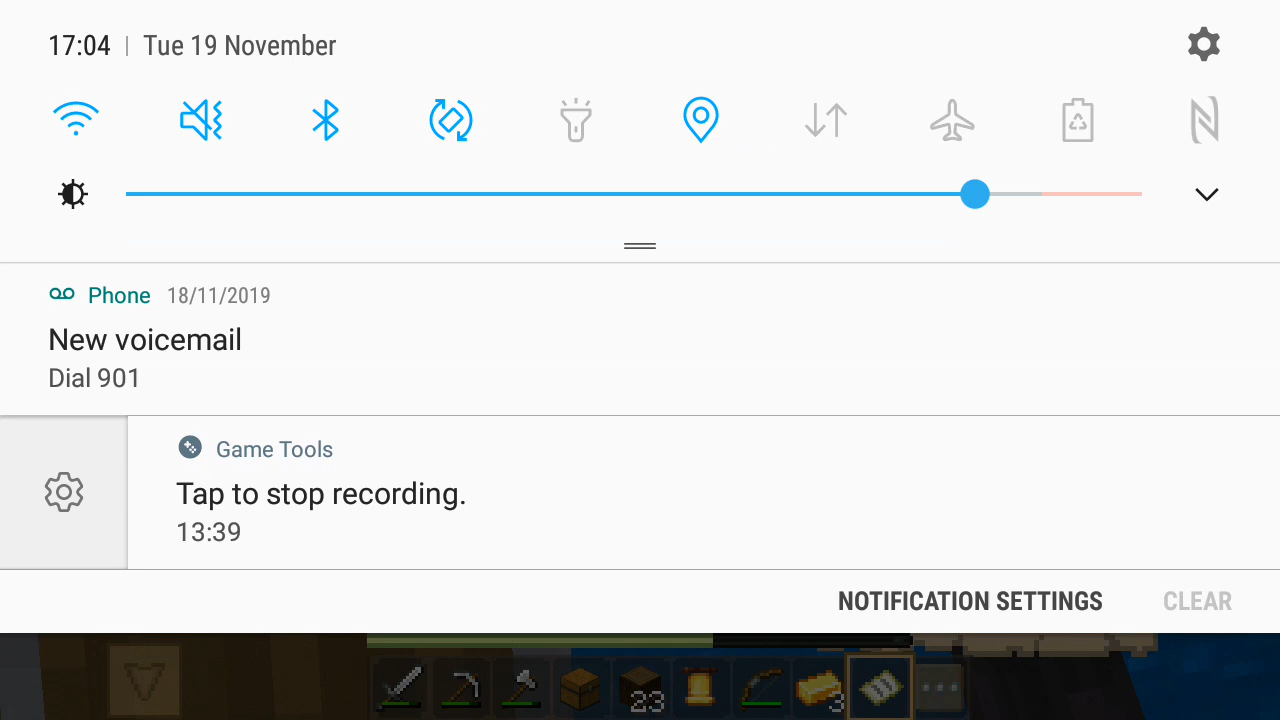 17:04 | Tue 19 November
Phone 18/11/2019
New voicemail
Dial 901
Game Tools
Tap to stop recording.
13:39
NOTIFICATION SETTINGS CLEAR
23 3